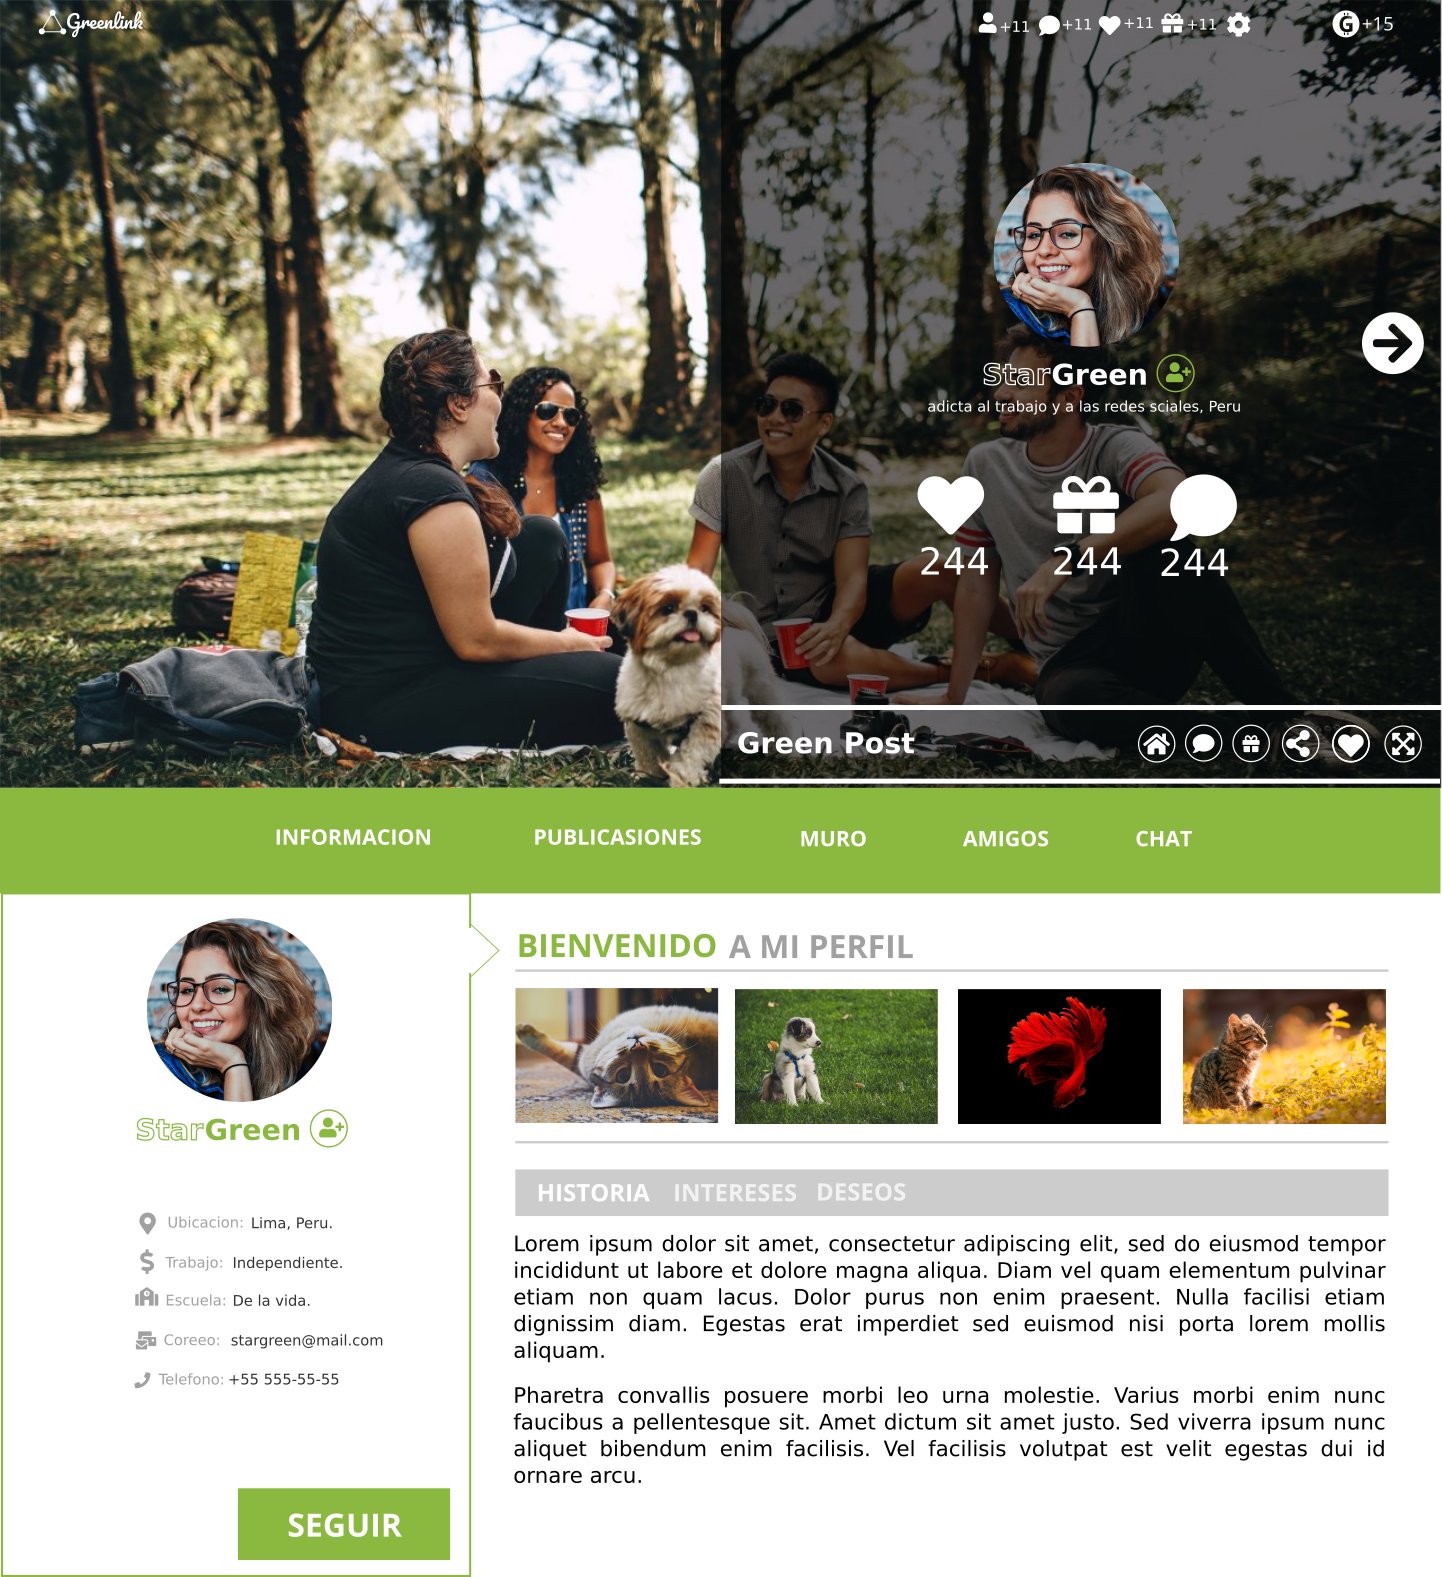 Greenlink
+11 +11 +11 +11 G +15
StarGreen
adicta al trabajo y a las redes sciales, Peru
244 244 244
Green Post
INFORMACION PUBLICASIONES MURO AMIGOS CHAT
BIENVENIDO A MI PERFIL
StarGreen
Ubicacion: Lima, Peru.
Trabajo: Independiente.
Escuela: De la vida.
Coreeo: stargreen@mail.com
Telefono: +55 555-55-55
SEGUIR
HISTORIA INTERESES DESEOS
Lorem ipsum dolor sit amet, consectetur adipiscing elit, sed do eiusmod tempor
incididunt ut labore et dolore magna aliqua. Diam vel quam elementum pulvinar
etiam non quam lacus. Dolor purus non enim praesent. Nulla facilisi etiam
dignissim diam. Egestas erat imperdiet sed euismod nisi porta lorem mollis
aliquam.
Pharetra convallis posuere morbi leo urna molestie. Varius morbi enim nunc
faucibus a pellentesque sit. Amet dictum sit amet justo. Sed viverra ipsum nunc
aliquet bibendum enim facilisis. Vel facilisis volutpat est velit egestas dui id
ornare arcu.